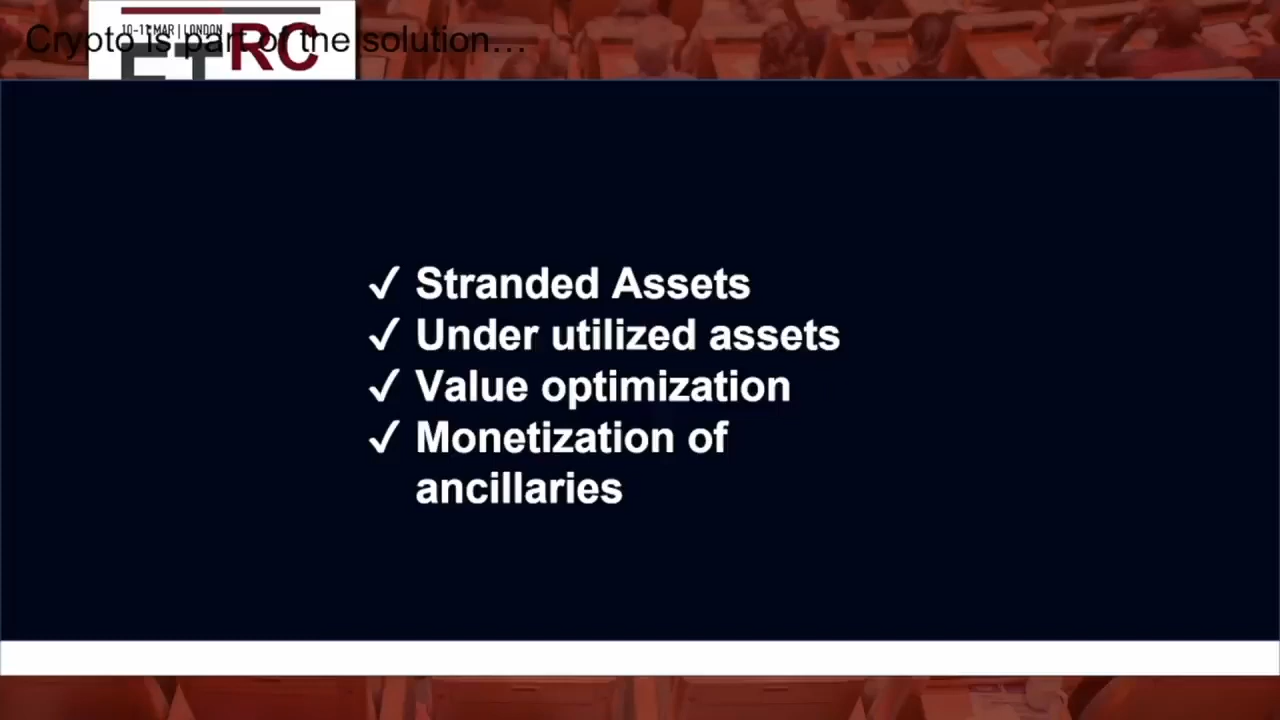 10-11 MAR | LONDON
ETRC
Crypto is part of the solution...
✓ Stranded Assets
✓ Under utilized assets
✓ Value optimization
✓ Monetization of
ancillaries